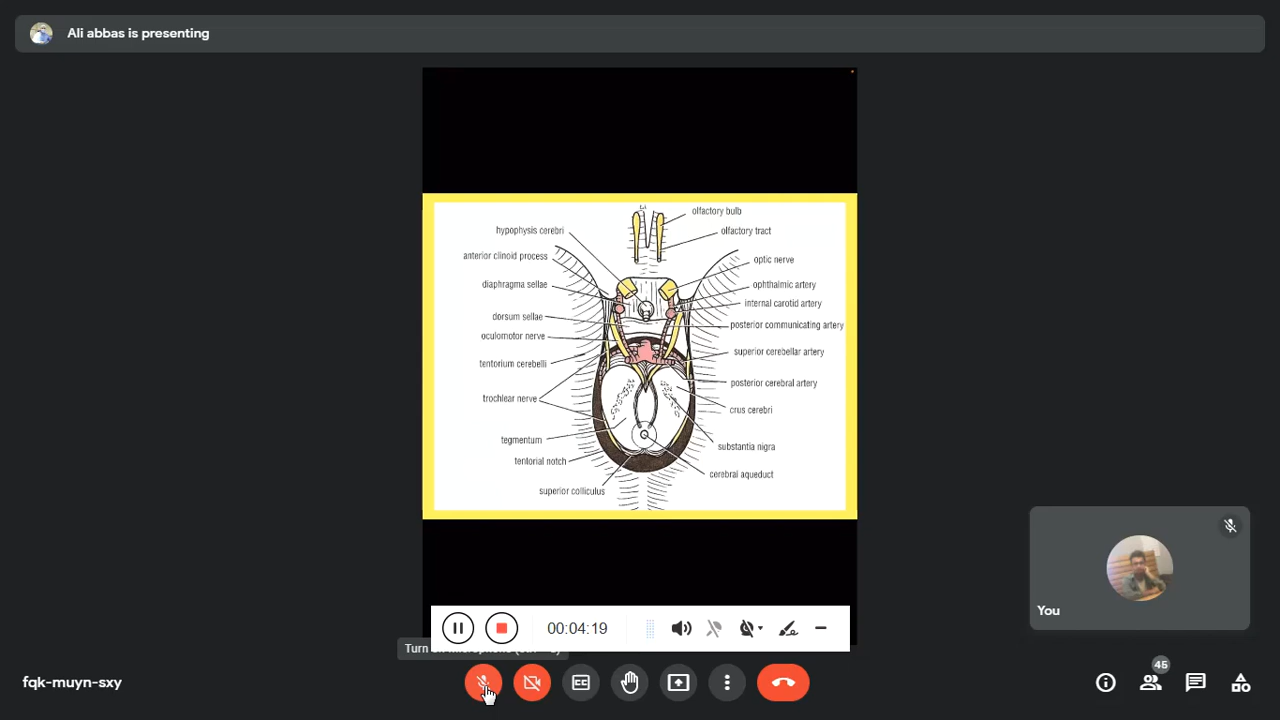 Ali abbas is presenting
olfactory bulb
hypophysis cerebri
olfactory tract
anterior clinoid process
optic nerve
diaphragma sellae
ophthalmic artery
internal carotid artery
dorsum sellae
posterior communicating artery
oculomotor nerve
superior cerebellar artery
tentorium cerebelli
posterior cerebral artery
trochlear nerve
crus cerebri
tegmentum
substantia nigra
tentorial notch
cerebral aqueduct
superior colliculus
You
00:04:19
Turn
fqk-muyn-sxy
45